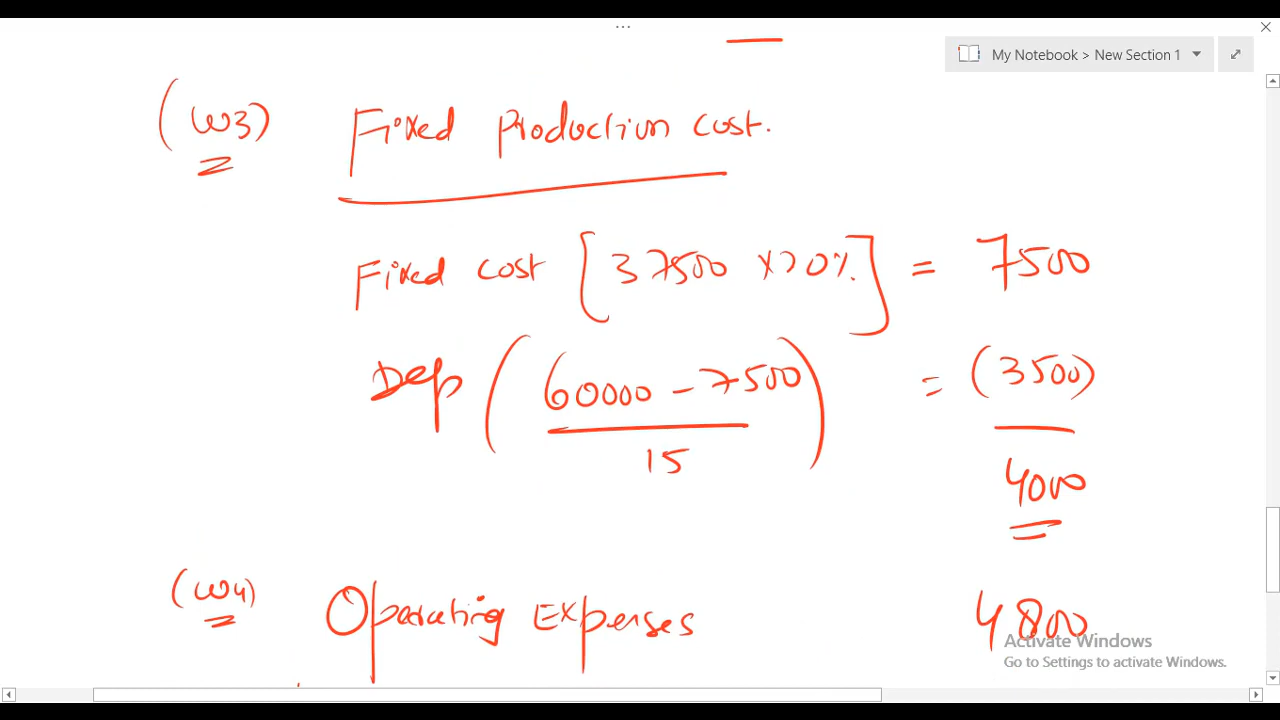 ...
My Notebook > New Section 1
(W3) Fixed Production cost.
Fixed cost [37500 x20%] = 7500
Dep (60000 - 7500
15) = (3500)
4000
(W4) Operating Expenses 4800
Activate Windows
Go to Settings to activate Windows.